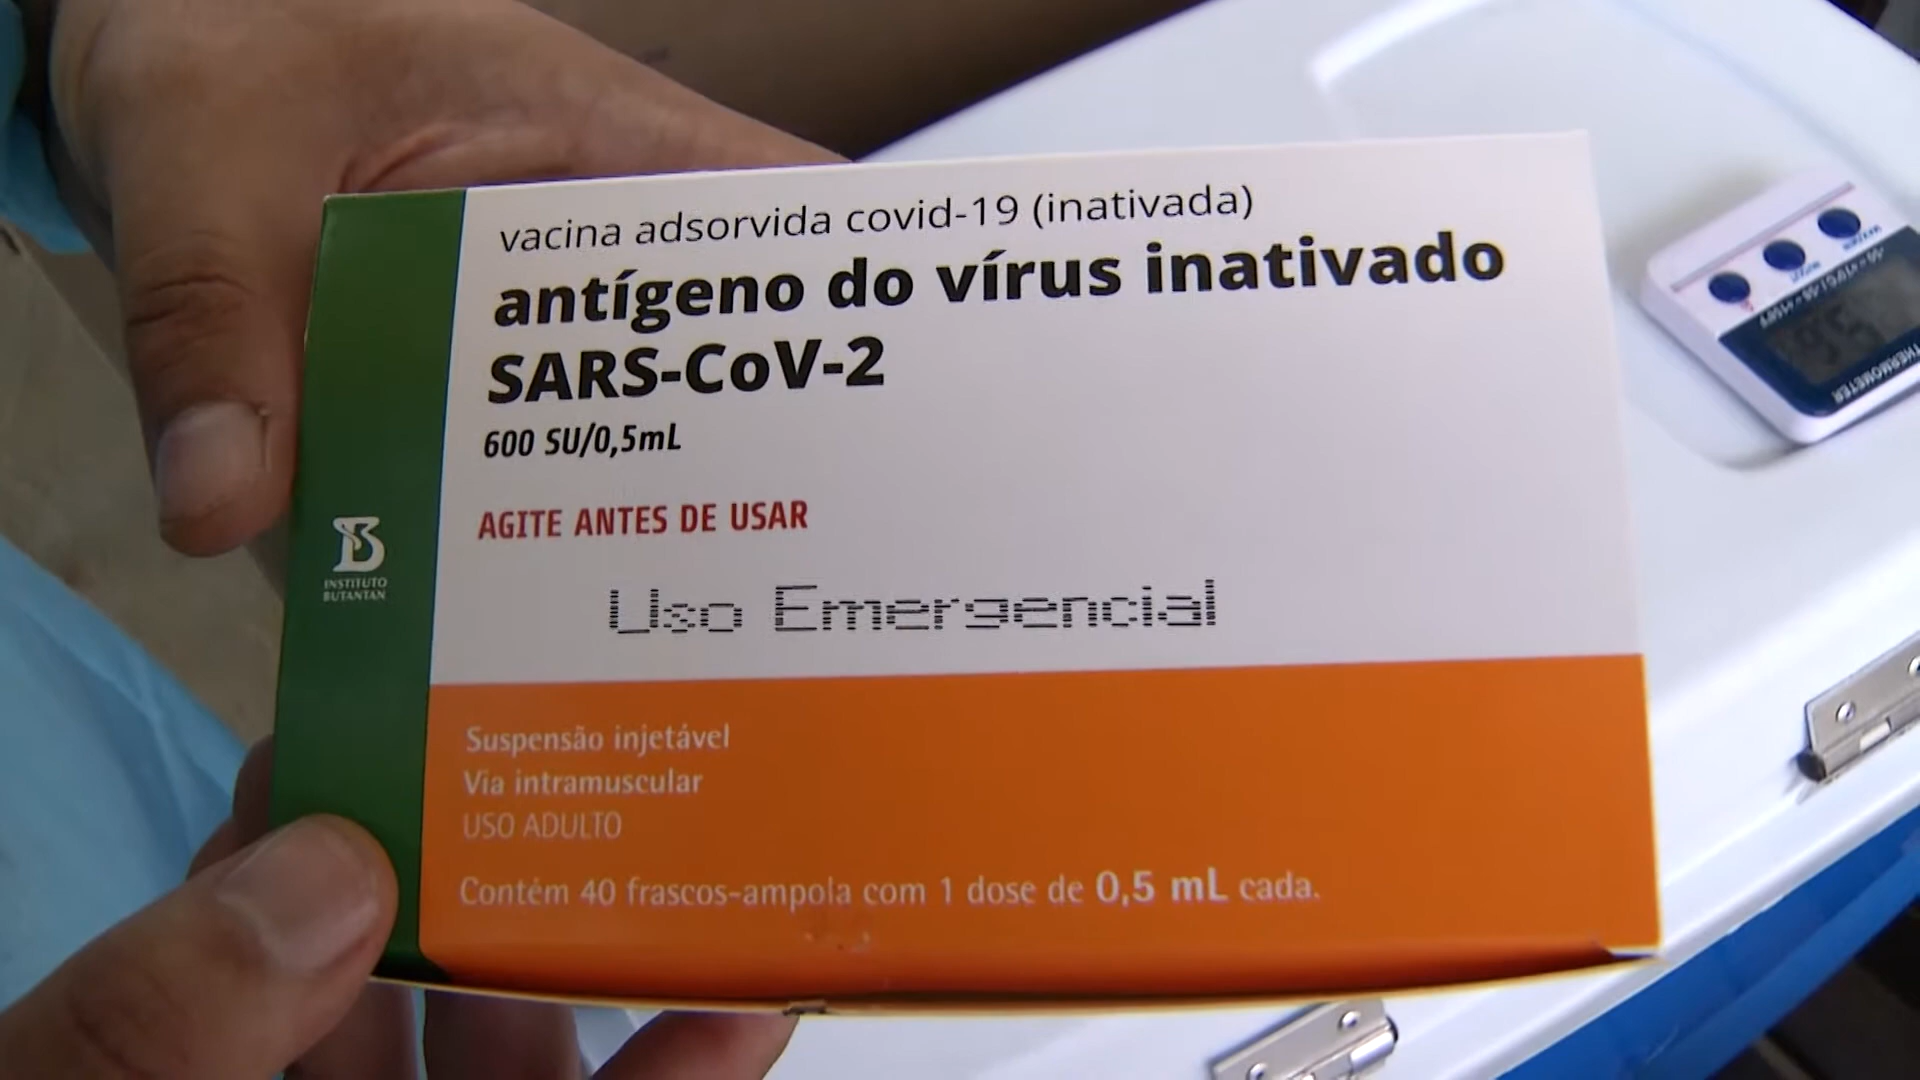 vacina adsorvida covid-19 (inativada)
antígeno do vírus inativado
SARS-CoV-2
600 SU/0,5mL
AGITE ANTES DE USAR
Uso Emergencial
INSTITUTO
BUTANTAN
Suspensão injetável
Via intramuscular
USO ADULTO
Contém 40 frascos-ampola com 1 dose de 0,5 mL cada.
THERMOMETER